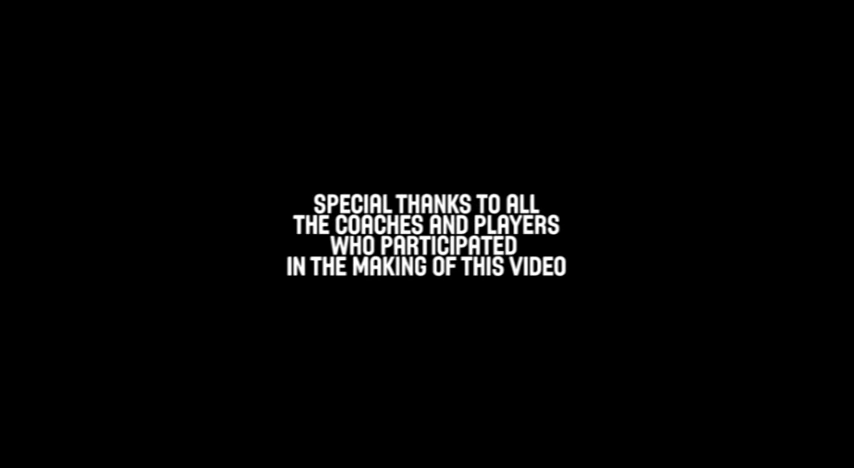 SPECIAL THANKS TO ALL
THE COACHES AND PLAYERS
WHO PARTICIPATED
IN THE MAKING OF THIS VIDEO